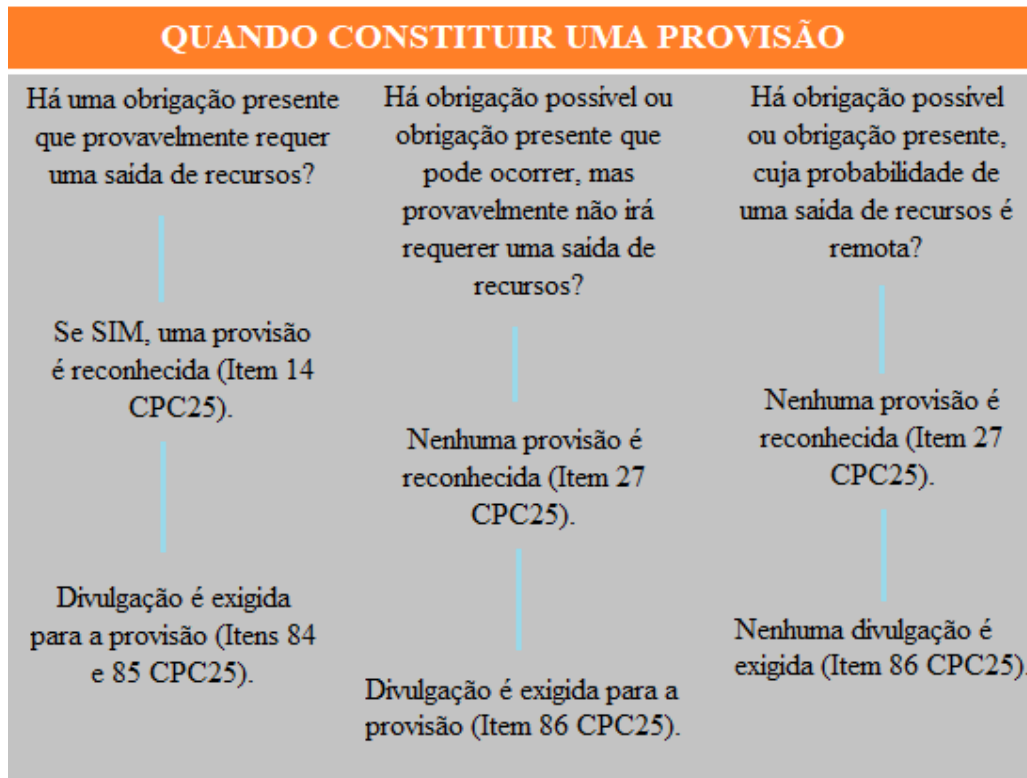 QUANDO CONSTITUIR UMA PROVISÃO
Há uma obrigação presente
que provavelmente requer
uma saída de recursos?
Se SIM, uma provisão
é reconhecida (Item 14
CPC25).
Divulgação é exigida
para a provisão (Itens 84
e 85 CPC25).
Há obrigação possível ou
obrigação presente que
pode ocorrer, mas
provavelmente não irá
requerer uma saída de
recursos?
Nenhuma provisão é
reconhecida (Item 27
CPC25).
Divulgação é exigida para a
provisão (Item 86 CPC25).
Há obrigação possível
ou obrigação presente,
cuja probabilidade de
uma saída de recursos é
remota?
Nenhuma provisão é
reconhecida (Item 27
CPC25).
Nenhuma divulgação é
exigida (Item 86 CPC25).